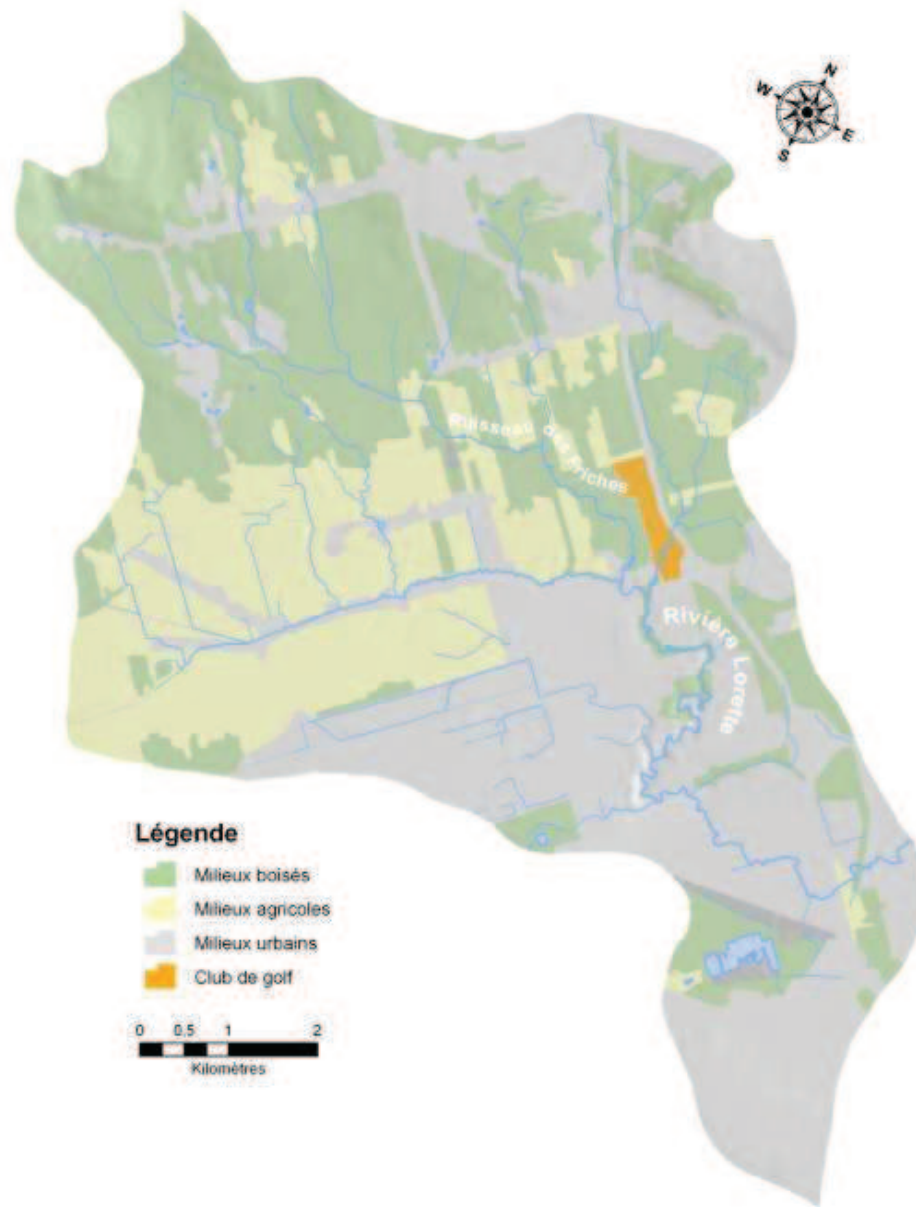 N
W
E
S
Ruisseau des friches
Rivière Lorette
Légende
Milieux boisés
Milieux agricoles
Milieux urbains
Club de golf
0 0.5 1 2
Kilomètres